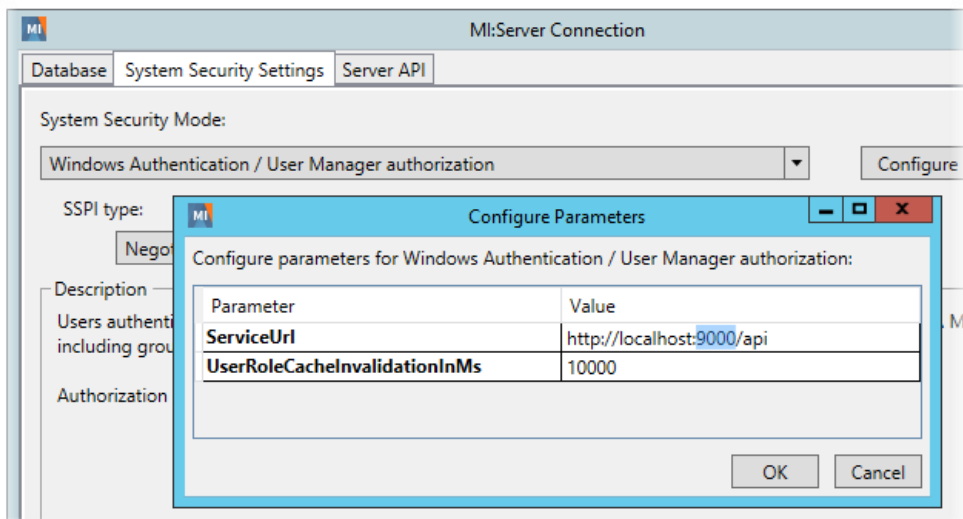 MI
MI:Server Connection
Database System Security Settings Server API
System Security Mode:
Windows Authentication / User Manager authorization Configure
SSPI type:
MI
Configure Parameters
x
Configure parameters for Windows Authentication / User Manager authorization:
Parameter Value
ServiceUrl http://localhost:9000/api
UserRoleCacheInvalidationInMs 10000
OK Cancel
Description
including grou
Authorization